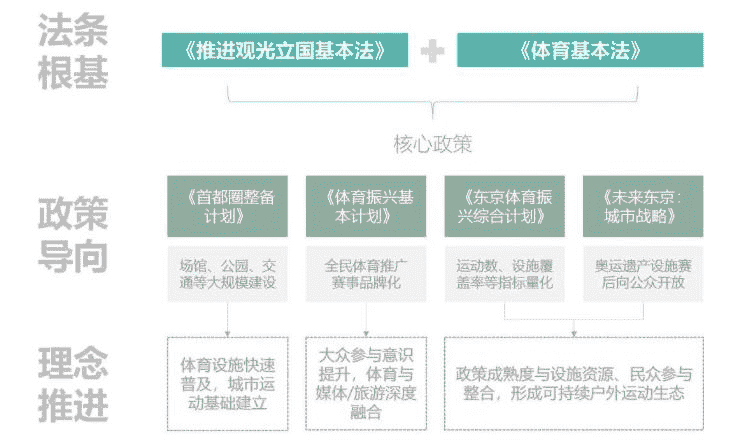 法条
根基
《推进观光立国基本法》
+
《体育基本法》
核心政策
政策
导向
《首都圈整备
计划》
《体育振兴基
本计划》
《东京体育振
兴综合计划》
《未来东京:
城市战略》
场馆、公园、交
通等大规模建设
全民体育推广
赛事品牌化
运动数、设施覆
盖率等指标量化
奥运遗产设施赛
后向公众开放
理念
推进
体育设施快速
普及，城市运
动基础建立
大众参与意识
提升，体育与
媒体/旅游深度
融合
政策成熟度与设施资源、民众参与
整合，形成可持续户外运动生态